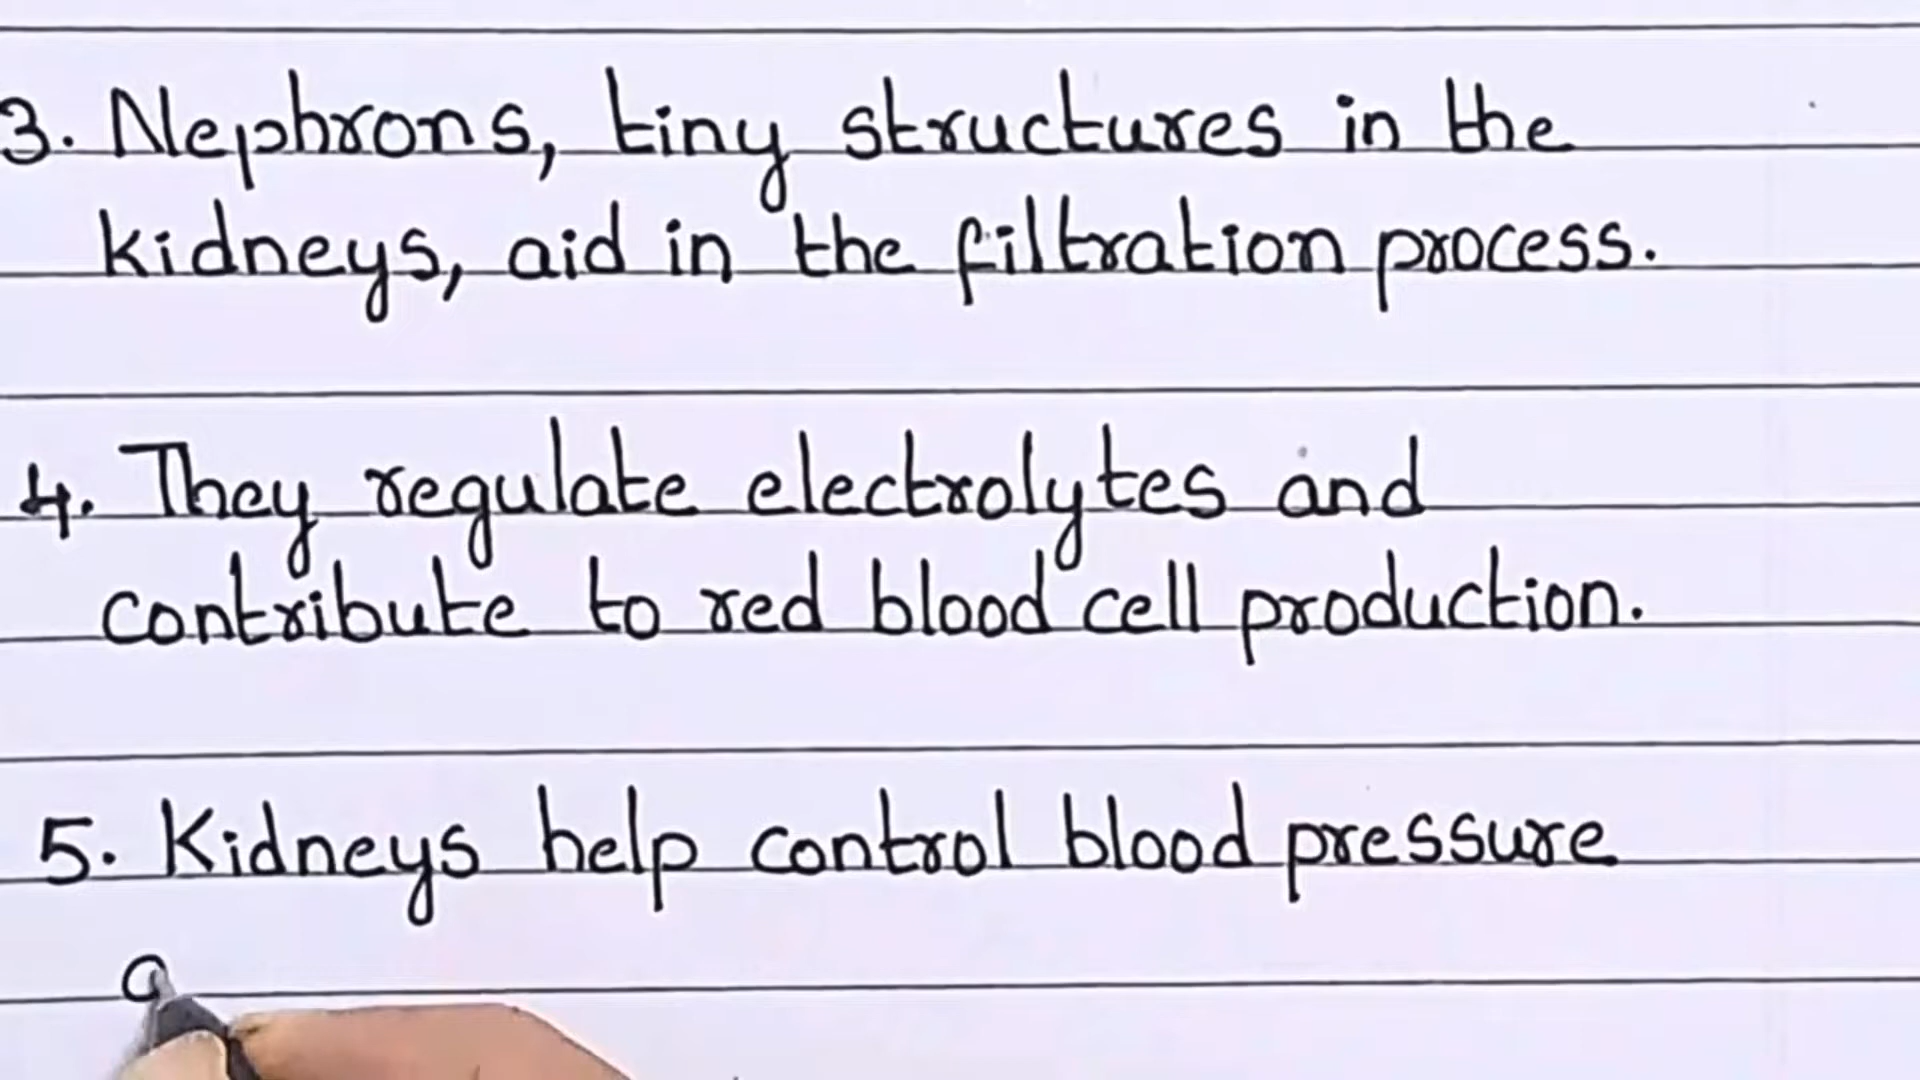 3. Nephrons, tiny structures in the
kidneys, aid in the filtration process.
4. They regulate electrolytes and
contribute to red blood cell production.
5. Kidneys help control blood pressure
a